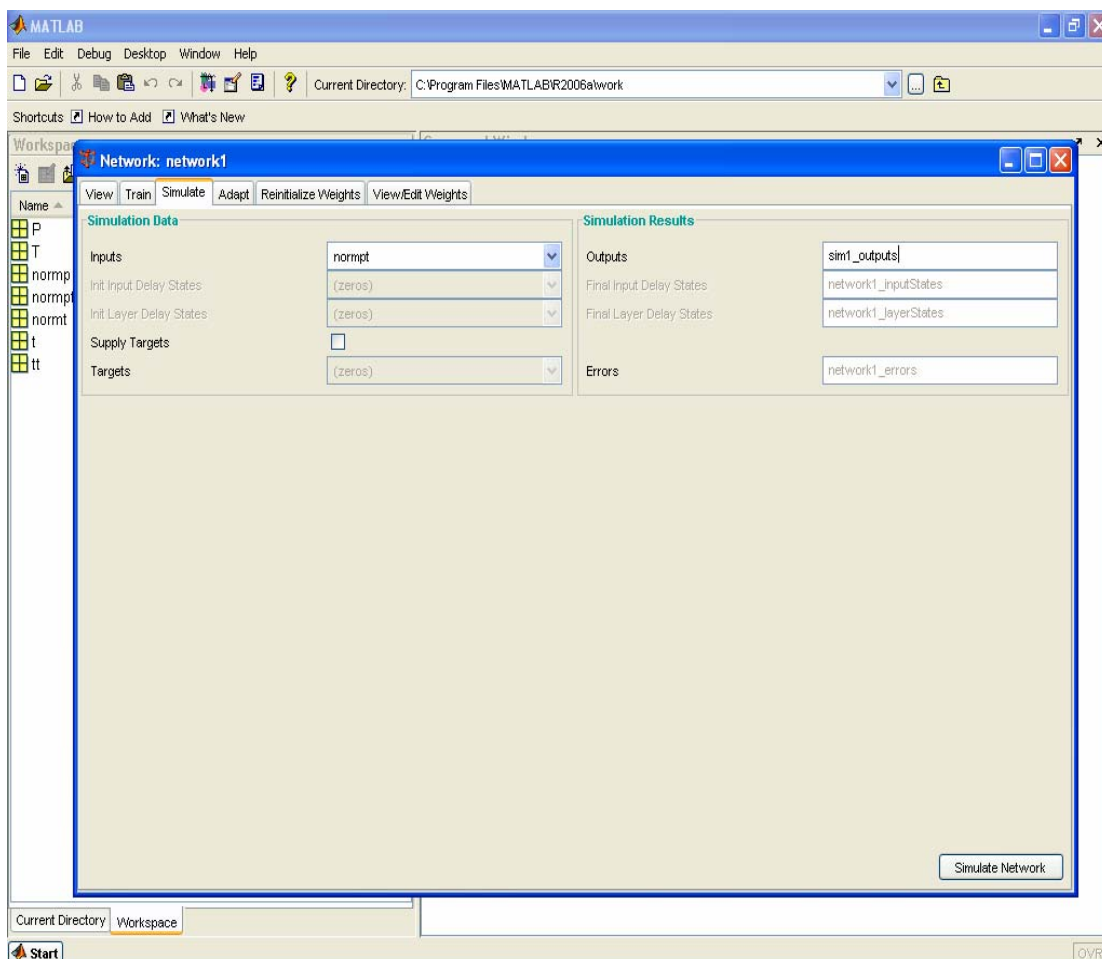 MATLAB
File Edit Debug Desktop Window Help
Current Directory: C:\Program Files\MATLAB\R2006a\work
Shortcuts How to Add What's New
Network: network1
View Train Simulate Adapt Reinitialize Weights View/Edit Weights
Name
P
T
normp
normpt
normt
t
tt
Simulation Data
Inputs normpt
Init Input Delay States (zeros)
Init Layer Delay States (zeros)
Supply Targets
Targets (zeros)
Simulation Results
Outputs sim1_outputs
Final Input Delay States network1_inputStates
Final Layer Delay States network1_layerStates
Errors network1_errors
Simulate Network
Current Directory Workspace
Start
OVR